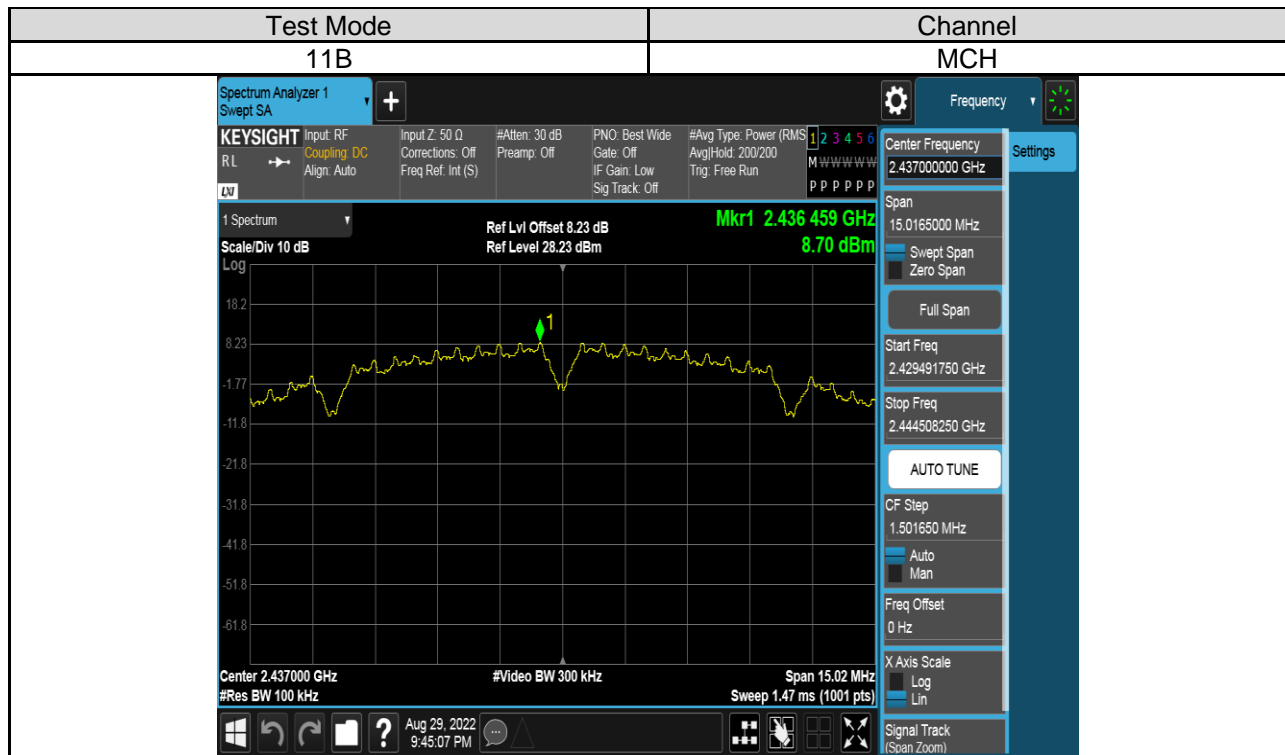 Test Mode Channel
11B MCH
Spectrum Analyzer 1
Swept SA
+
Frequency
KEYSIGHT
RL
LXI
Input: RF
Coupling: DC
Align: Auto
Input Z: 50 Ω
Corrections: Off
Freq Ref: Int (S)
#Atten: 30 dB
Preamp: Off
PNO: Best Wide
Gate: Off
IF Gain: Low
Sig Track: Off
#Avg Type: Power (RMS
Avg|Hold: 200/200
Trig: Free Run
1 2 3 4 5 6
M W W W W W
P P P P P P
1 Spectrum
Scale/Div 10 dB
Ref Lvl Offset 8.23 dB
Ref Level 28.23 dBm
Mkr1 2.436 459 GHz
8.70 dBm
Log
18.2
8.23
-1.77
-11.8
-21.8
-31.8
-41.8
-51.8
-61.8
1
Center 2.437000 GHz
#Res BW 100 kHz
#Video BW 300 kHz
Span 15.02 MHz
Sweep 1.47 ms (1001 pts)
Center Frequency
2.437000000 GHz
Settings
Span
15.0165000 MHz
Swept Span
Zero Span
Full Span
Start Freq
2.429491750 GHz
Stop Freq
2.444508250 GHz
AUTO TUNE
CF Step
1.501650 MHz
Auto
Man
Freq Offset
0 Hz
X Axis Scale
Log
Lin
Signal Track
(Span Zoom)
?
Aug 29, 2022
9:45:07 PM